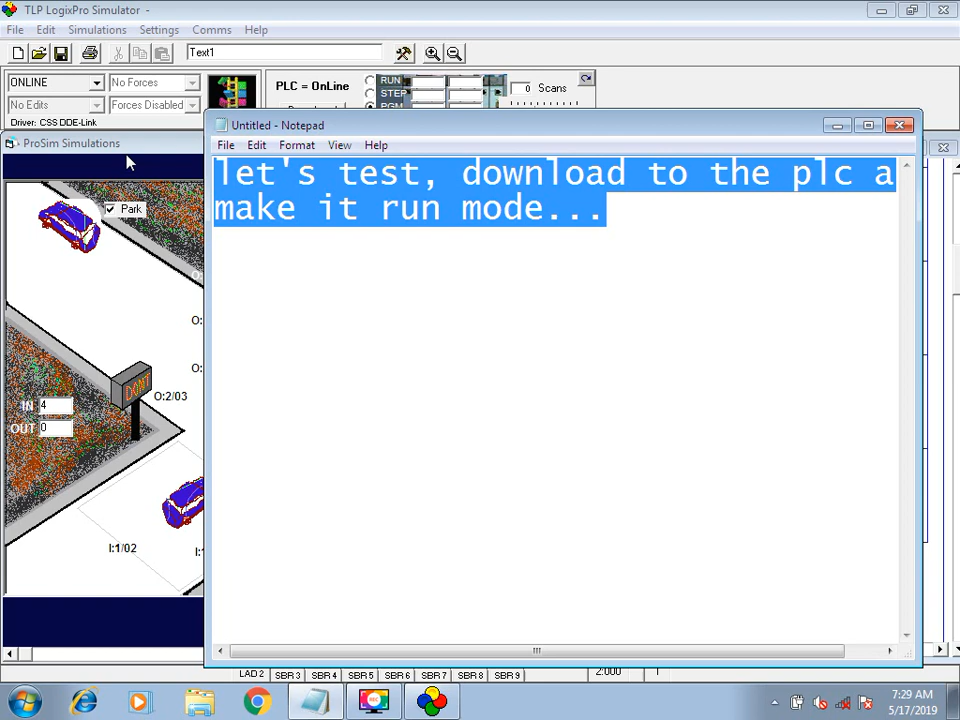 TLP LogixPro Simulator -
File Edit Simulations Settings Comms Help
Text1
ONLINE No Forces
PLC = OnLine
RUN
STEP
0 Scans
No Edits Forces Disabled
PGM
Driver: CSS DDE-Link
Untitled - Notepad
ProSim Simulations
File Edit Format View Help
let's test, download to the plc a
make it run mode...
Park
O:2/03
IN 4
OUT 0
DONT
I:1/02
LAD 2 SBR 3 SBR 4 SBR 5 SBR 6 SBR 7 SBR 8 SBR 9
2:000
REC
7:29 AM
5/17/2019